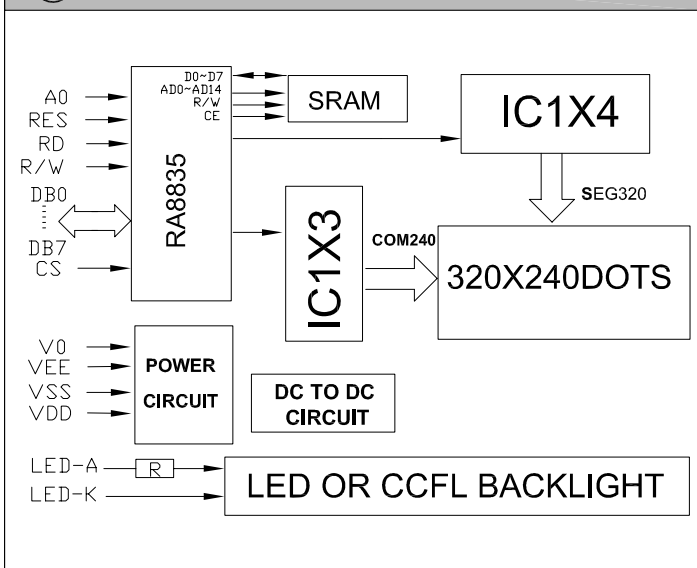 A0
RES
RD
R/W
DB0
DB7
CS
RA8835
D0~D7
AD0~AD14
R/W
CE
SRAM
IC1X4
SEG320
IC1X3
COM240
320X240DOTS
V0
VEE
VSS
VDD
POWER
CIRCUIT
DC TO DC
CIRCUIT
LED-A
R
LED-K
LED OR CCFL BACKLIGHT